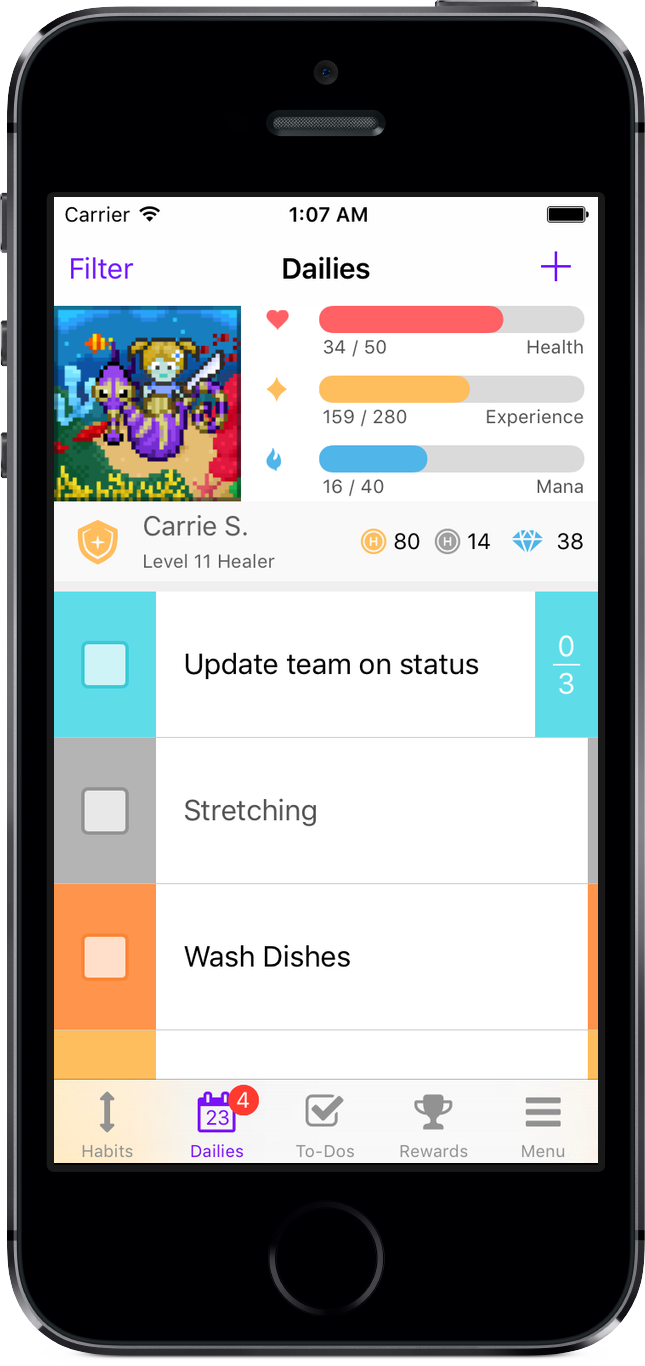 Carrier 1:07 AM
Filter Dailies +
34 / 50 Health
159 / 280 Experience
16 / 40 Mana
Carrie S.
Level 11 Healer
H 80 H 14 38
Update team on status
0
3
Stretching
Wash Dishes
23 4
Habits Dailies To-Dos Rewards Menu